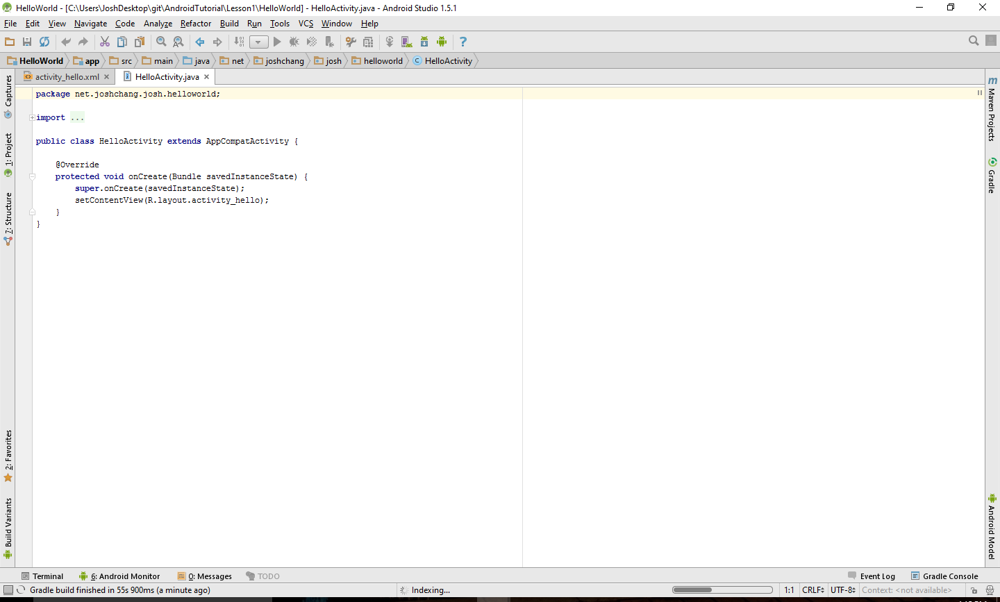 HelloWorld - [C:\Users\JoshDesktop\git\AndroidTutorial\Lesson1\HelloWorld] - HelloActivity.java - Android Studio 1.5.1
File Edit View Navigate Code Analyze Refactor Build Run Tools VCS Window Help
HelloWorld app src main java net joshchang josh helloworld HelloActivity
activity_hello.xml HelloActivity.java
Captures
1: Project
7: Structure
2: Favorites
Build Variants
package net.joshchang.josh.helloworld;
import ...
public class HelloActivity extends AppCompatActivity {
@Override
protected void onCreate(Bundle savedInstanceState) {
super.onCreate(savedInstanceState);
setContentView(R.layout.activity_hello);
}
}
Maven Projects
Gradle
Android Model
Terminal 6: Android Monitor 0: Messages TODO Event Log Gradle Console
Gradle build finished in 55s 900ms (a minute ago) Indexing... 1:1 CRLF UTF-8 Context: <not available>